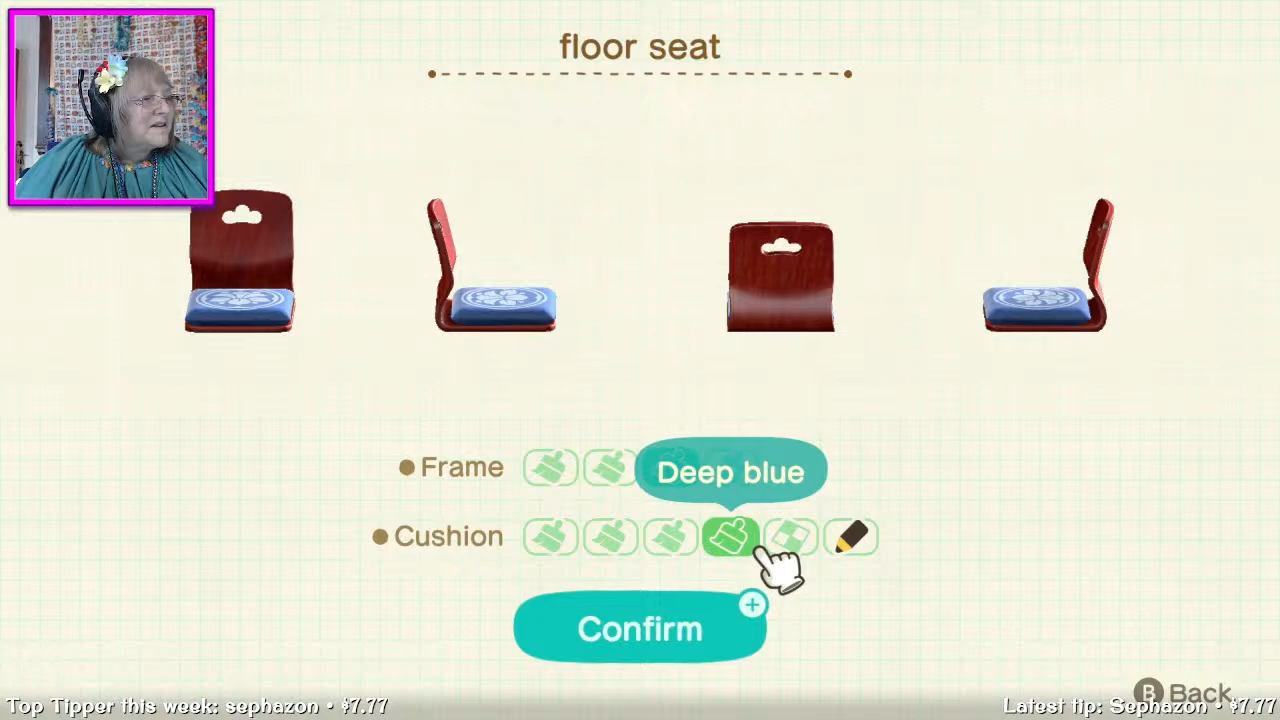 floor seat
Frame
Deep blue
Cushion
Confirm
B Back
Top Tipper this week: sephazon • $7.77
Latest tip: Sephazon • $7.77